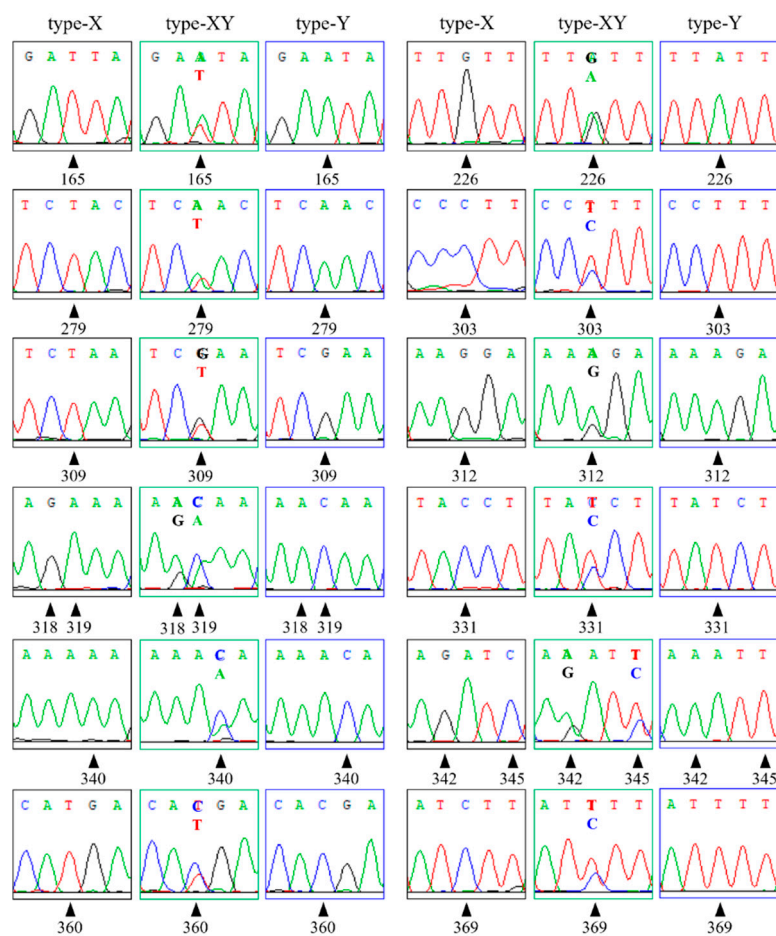 type-X type-XY type-Y type-X type-XY type-Y
G A T T A G A A T A G A A T A T T G T T T T G T T T T A T T
T A
165 165 165 226 226 226
T C T A C T C A A C T C A A C C C C T T C C T T T C C T T T
T C
279 279 279 303 303 303
T C T A A T C G A A T C G A A A A G G A A A A G A A A A G A
T G
309 309 309 312 312 312
A G A A A A A C A A A A C A A T A C C T T A T C T T A T C T
G A C
318 319 318 319 318 319 331 331 331
A A A A A A A A C A A A A C A A G A T C A A A T T A A A T T
A G C
340 340 340 342 345 342 345 342 345
C A T G A C A C G A C A C G A A T C T T A T T T T A T T T T
T C
360 360 360 369 369 369